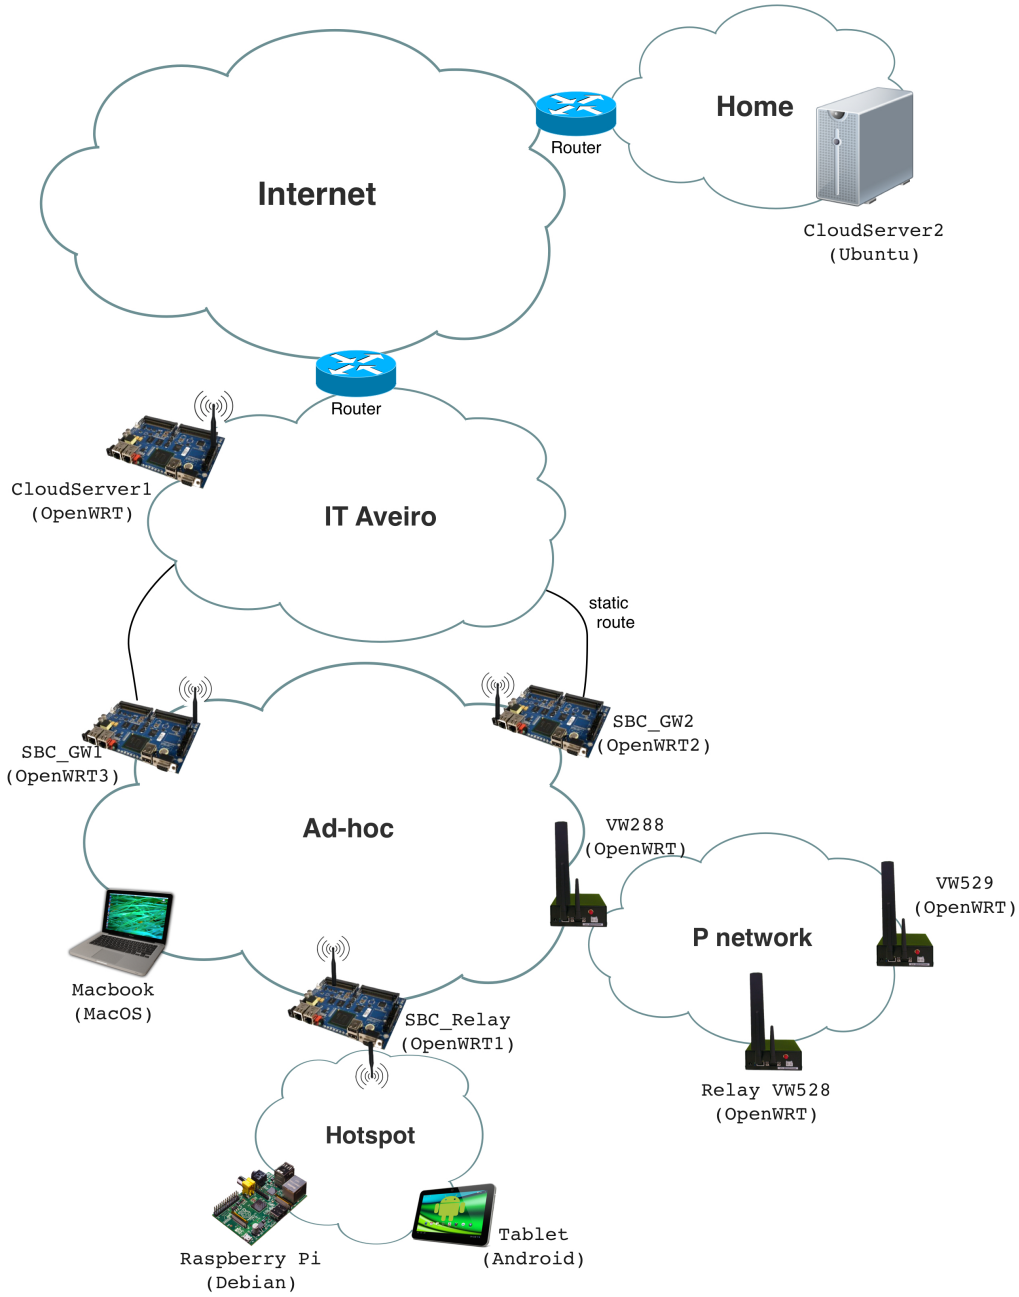 Home
Router
Internet
CloudServer2
(Ubuntu)
Router
CloudServer1
(OpenWRT)
IT Aveiro
static
route
SBC_GW1
(OpenWRT3)
SBC_GW2
(OpenWRT2)
Ad-hoc
VW288
(OpenWRT)
VW529
(OpenWRT)
P network
Macbook
(MacOS)
SBC_Relay
(OpenWRT1)
Relay VW528
(OpenWRT)
Hotspot
Tablet
(Android)
Raspberry Pi
(Debian)